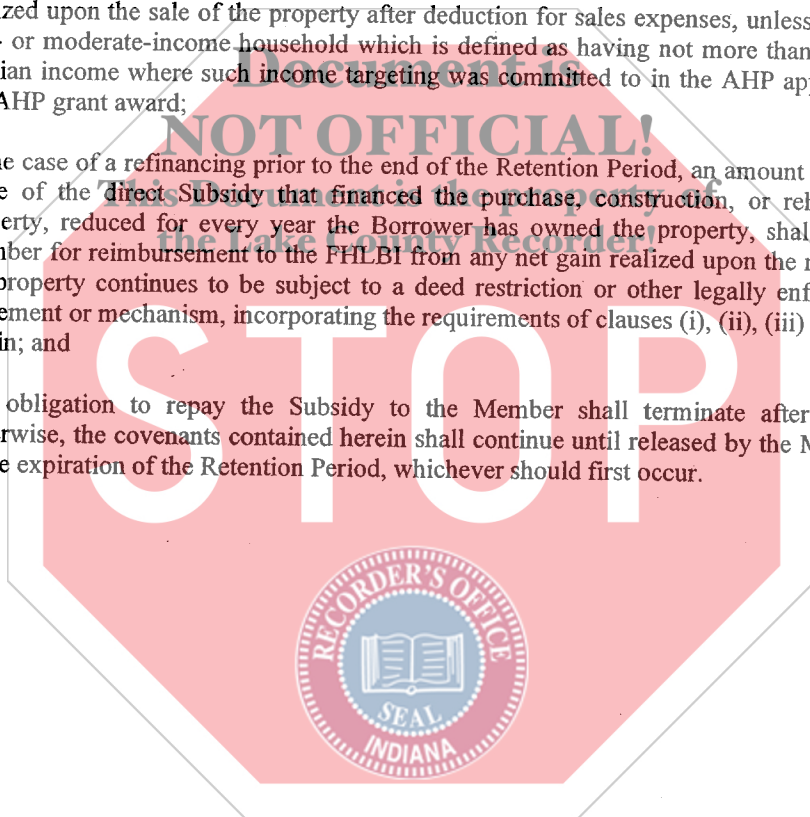 zed upon the sale of the property after deduction for sales expenses, unless
or moderate-income household which is defined as having not more than
ian income where such income targeting was committed to in the AHP ap
AHP grant award;
Document is
NOT OFFICIAL!
This Document is the property of
the Lake County Recorder!
e case of a refinancing prior to the end of the Retention Period, an amount
e of the direct Subsidy that financed the purchase, construction, or reh
erty, reduced for every year the Borrower has owned the property, shal
ber for reimbursement to the FHLBI from any net gain realized upon the r
property continues to be subject to a deed restriction or other legally enf
ement or mechanism, incorporating the requirements of clauses (i), (ii), (iii)
in; and
obligation to repay the Subsidy to the Member shall terminate after
rwise, the covenants contained herein shall continue until released by the M
e expiration of the Retention Period, whichever should first occur.
STOP
RECORDER'S OFFICE
SEAL
INDIANA